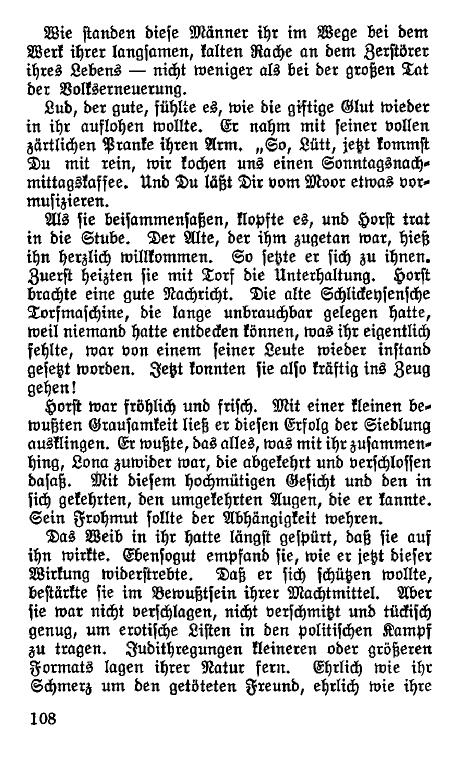 Wie standen diese Männer ihr im Wege bei dem
Werk ihrer langsamen, kalten Rache an dem Zerstörer
ihres Lebens — nicht weniger als bei der großen Tat
der Volkserneuerung.
Lud, der gute, fühlte es, wie die giftige Glut wieder
in ihr auflohen wollte. Er nahm mit seiner vollen
zärtlichen Pranke ihren Arm. „So, Lütt, jetzt kommst
Du mit rein, wir kochen uns einen Sonntagsnach-
mittagskaffee. Und Du läßt Dir vom Moor etwas vor-
musizieren.
Als sie beisammensaßen, klopfte es, und Horst trat
in die Stube. Der Alte, der ihm zugetan war, hieß
ihn herzlich willkommen. So setzte er sich zu ihnen.
Zuerst heizten sie mit Torf die Unterhaltung. Horst
brachte eine gute Nachricht. Die alte Schlickeysensche
Torfmaschine, die lange unbrauchbar gelegen hatte,
weil niemand hatte entdecken können, was ihr eigentlich
fehlte, war von einem seiner Leute wieder instand
gesetzt worden. Jetzt konnten sie also kräftig ins Zeug
gehen!
Horst war fröhlich und frisch. Mit einer kleinen be-
wußten Grausamkeit ließ er diesen Erfolg der Siedlung
ausklingen. Er wußte, das alles, was mit ihr zusammen-
hing, Lona zuwider war, die abgekehrt und verschlossen
dasaß. Mit diesem hochmütigen Gesicht und den in
sich gekehrten, den umgekehrten Augen, die er kannte.
Sein Frohmut sollte der Abhängigkeit wehren.
Das Weib in ihr hatte längst gespürt, daß sie auf
ihn wirkte. Ebensogut empfand sie, wie er jetzt dieser
Wirkung widerstrebte. Daß er sich schützen wollte,
bestärkte sie im Bewußtsein ihrer Machtmittel. Aber
sie war nicht verschlagen, nicht verschmitzt und tückisch
genug, um erotische Listen in den politischen Kampf
zu tragen. Judithregungen kleineren oder größeren
Formats lagen ihrer Natur fern. Ehrlich wie ihr
Schmerz um den getöteten Freund, ehrlich wie ihre
108